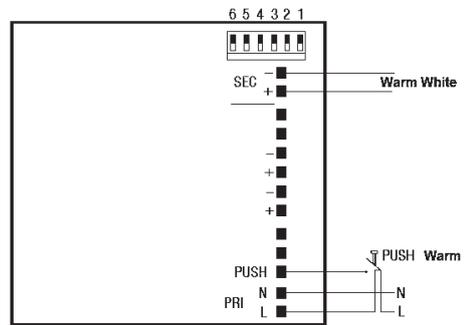 6 5 4 3 2 1
SEC
−
+
Warm White
−
+
−
+
PUSH
PUSH Warm
PRI
N
L
N
L